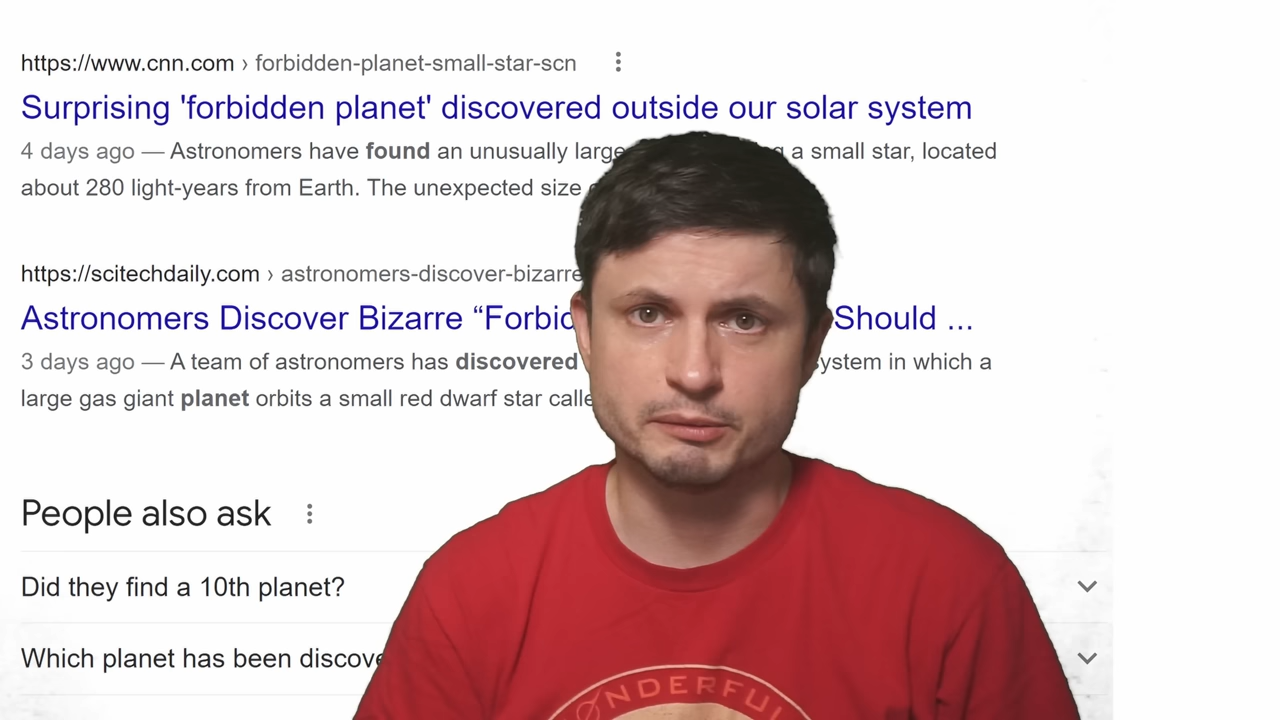 https://www.cnn.com › forbidden-planet-small-star-scn
Surprising 'forbidden planet' discovered outside our solar system
4 days ago — Astronomers have found an unusually large a small star, located
about 280 light-years from Earth. The unexpected size
https://scitechdaily.com › astronomers-discover-bizarre
Astronomers Discover Bizarre “Forbid Should ...
3 days ago — A team of astronomers has discovered system in which a
large gas giant planet orbits a small red dwarf star calle
People also ask
Did they find a 10th planet?
Which planet has been discove
WONDERFUL